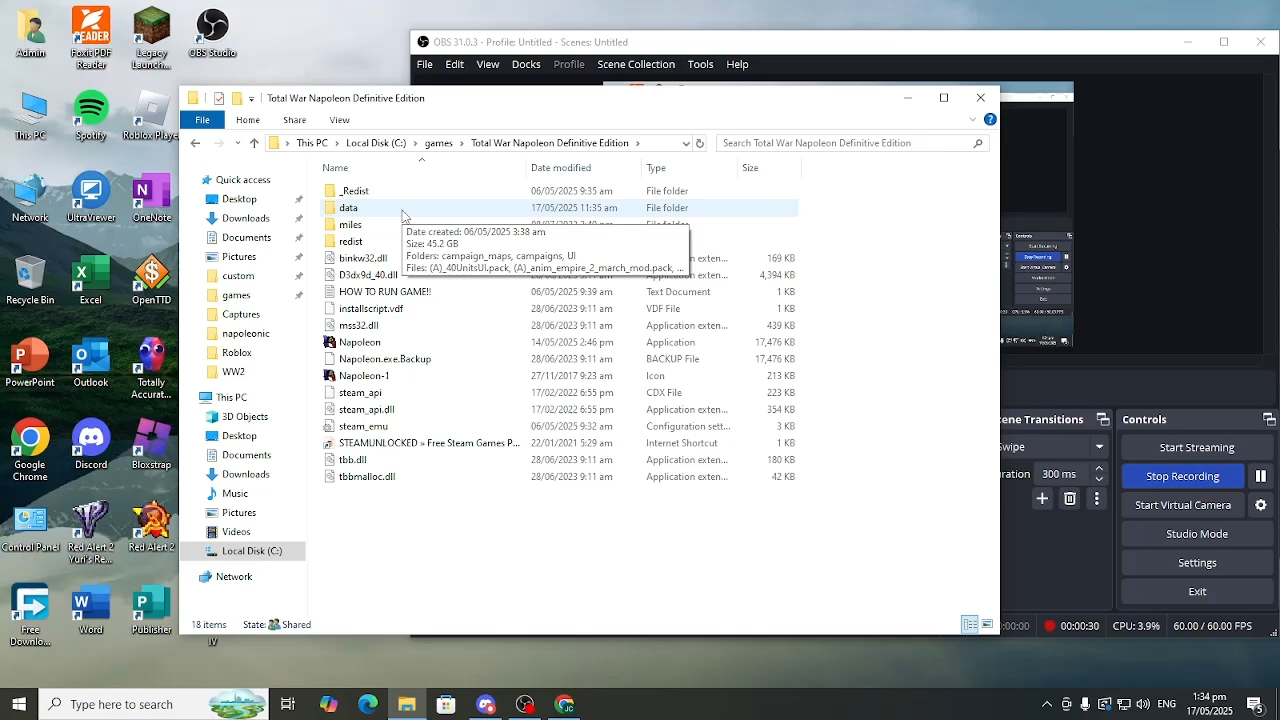 Admin
Foxit PDF
Reader
Legacy
Launch...
OBS Studio
OBS 31.0.3 - Profile: Untitled - Scenes: Untitled
File Edit View Docks Profile Scene Collection Tools Help
Total War Napoleon Definitive Edition
File Home Share View
This PC Local Disk (C:) games Total War Napoleon Definitive Edition
Search Total War Napoleon Definitive Edition
This PC
Spotify
Roblox Player
Network
UltraViewer
OneNote
Recycle Bin
Excel
OpenTTD
PowerPoint
Outlook
Totally
Accurat...
Google
Chrome
Discord
Bloxstrap
Control Panel
Red Alert 2
Yuri's Re...
Red Alert 2
Free
Downlo...
Word
Publisher
IV
Quick access
Desktop
Downloads
Documents
Pictures
custom
games
Captures
napoleonic
Roblox
WW2
This PC
3D Objects
Desktop
Documents
Downloads
Music
Pictures
Videos
Local Disk (C:)
Network
Name Date modified Type Size
_Redist 06/05/2025 9:35 am File folder
data 17/05/2025 11:35 am File folder
miles File folder
redist
Date created: 06/05/2025 3:38 am
Size: 45.2 GB
Folders: campaign_maps, campaigns, UI
Files: (A)_40UnitsUI.pack, (A)_anim_empire_2_march_mod.pack, ...
binkw32.dll exten... 169 KB
D3dx9d_40.dll exten... 4,394 KB
HOW TO RUN GAME!! 06/05/2025 9:39 am Text Document 1 KB
installscript.vdf 28/06/2023 9:11 am VDF File 1 KB
mss32.dll 28/06/2023 9:11 am Application exten... 439 KB
Napoleon 14/05/2025 2:46 pm Application 17,476 KB
Napoleon.exe.Backup 28/06/2023 9:11 am BACKUP File 17,476 KB
Napoleon-1 27/11/2017 9:23 am Icon 213 KB
steam_api 17/02/2022 6:55 pm CDX File 223 KB
steam_api.dll 17/02/2022 6:55 pm Application exten... 354 KB
steam_emu 06/05/2025 9:32 am Configuration sett... 3 KB
STEAMUNLOCKED » Free Steam Games P... 22/01/2021 5:29 am Internet Shortcut 1 KB
tbb.dll 28/06/2023 9:11 am Application exten... 180 KB
tbbmalloc.dll 28/06/2023 9:11 am Application exten... 42 KB
18 items State: Shared
cene Transitions
Swipe
uration 300 ms
Controls
Start Streaming
Stop Recording
Start Virtual Camera
Studio Mode
Settings
Exit
:00:00 00:00:30 CPU: 3.9% 60.00 / 60.00 FPS
Type here to search
ENG
1:34 pm
17/05/2025